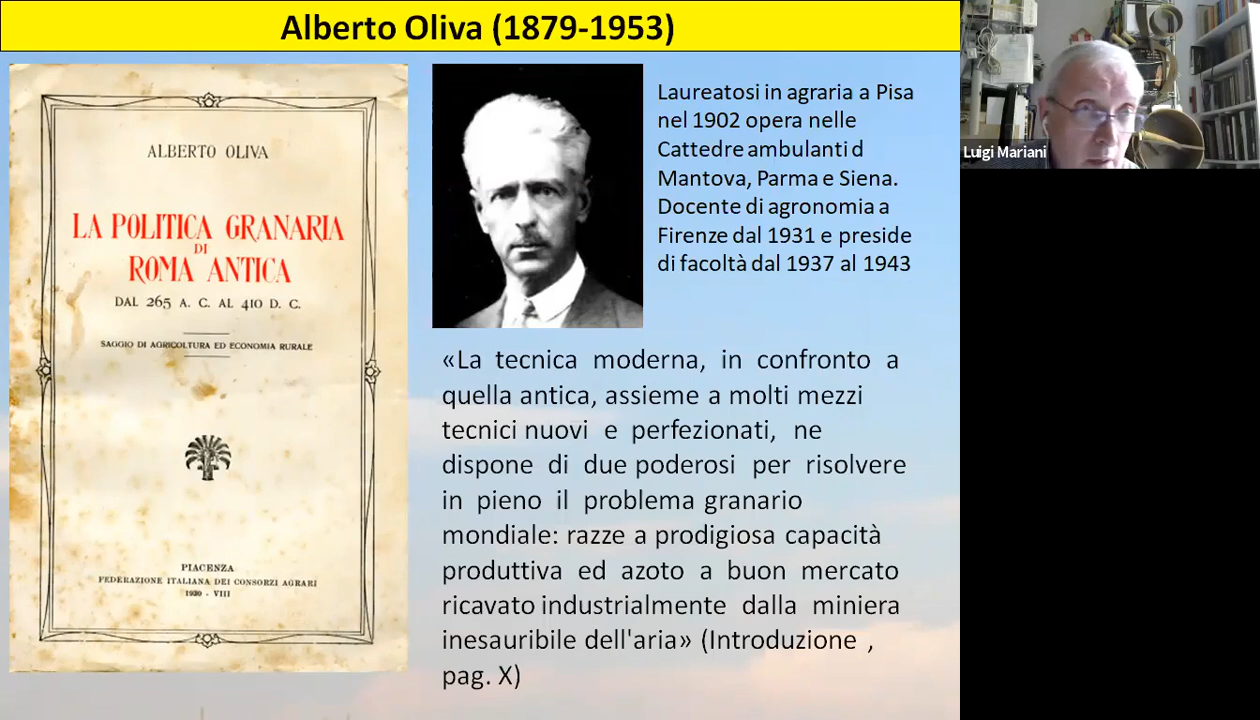 Alberto Oliva (1879-1953)
ALBERTO OLIVA
LA POLITICA GRANARIA
DI
ROMA ANTICA
DAL 265 A. C. AL 410 D. C.
SAGGIO DI AGRICOLTURA ED ECONOMIA RURALE
PIACENZA
FEDERAZIONE ITALIANA DEI CONSORZI AGRARI
1930 - VIII
Laureatosi in agraria a Pisa
nel 1902 opera nelle
Cattedre ambulanti d
Mantova, Parma e Siena.
Docente di agronomia a
Firenze dal 1931 e preside
di facoltà dal 1937 al 1943
«La tecnica moderna, in confronto a
quella antica, assieme a molti mezzi
tecnici nuovi e perfezionati, ne
dispone di due poderosi per risolvere
in pieno il problema granario
mondiale: razze a prodigiosa capacità
produttiva ed azoto a buon mercato
ricavato industrialmente dalla miniera
inesauribile dell'aria» (Introduzione ,
pag. X)
Luigi Mariani